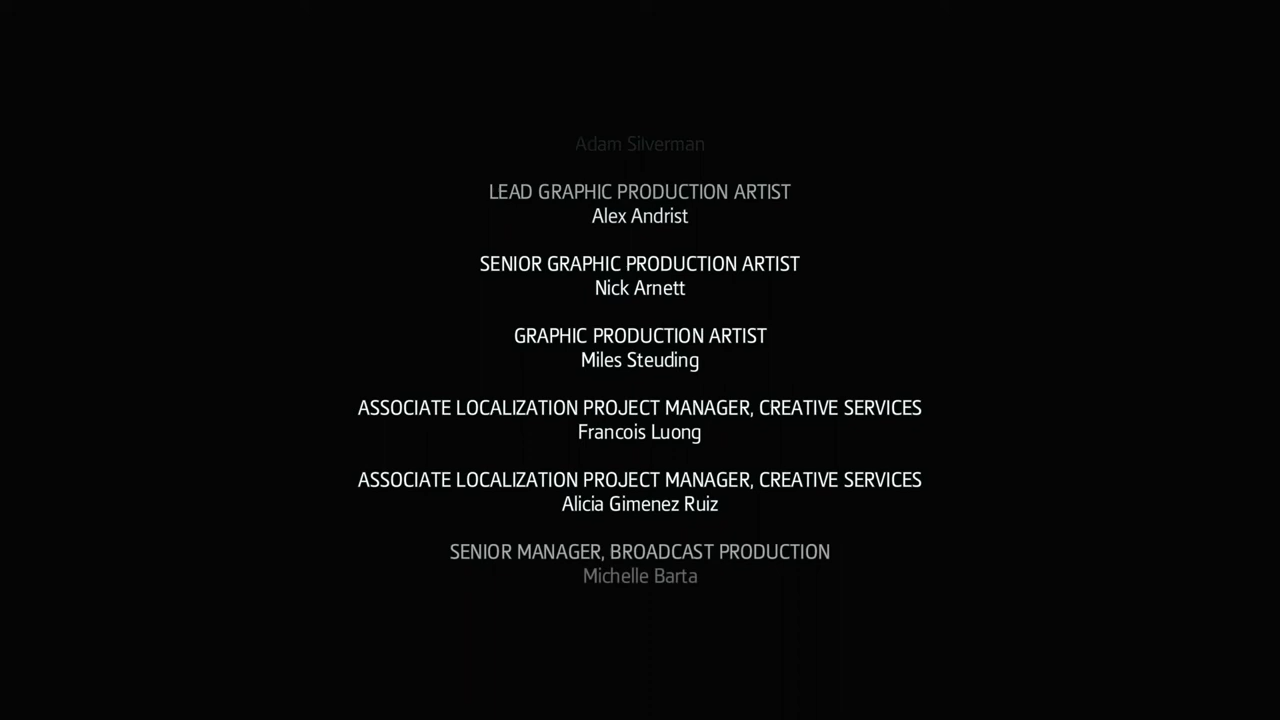 Adam Silverman
LEAD GRAPHIC PRODUCTION ARTIST
Alex Andrist
SENIOR GRAPHIC PRODUCTION ARTIST
Nick Arnett
GRAPHIC PRODUCTION ARTIST
Miles Steuding
ASSOCIATE LOCALIZATION PROJECT MANAGER, CREATIVE SERVICES
Francois Luong
ASSOCIATE LOCALIZATION PROJECT MANAGER, CREATIVE SERVICES
Alicia Gimenez Ruiz
SENIOR MANAGER, BROADCAST PRODUCTION
Michelle Barta